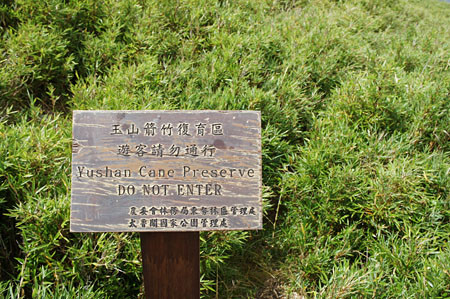 玉山箭竹復育區
遊客請勿通行
Yushan Cane Preserve
DO NOT ENTER
農委會林務局東勢林區管理處
太魯閣國家公園管理處